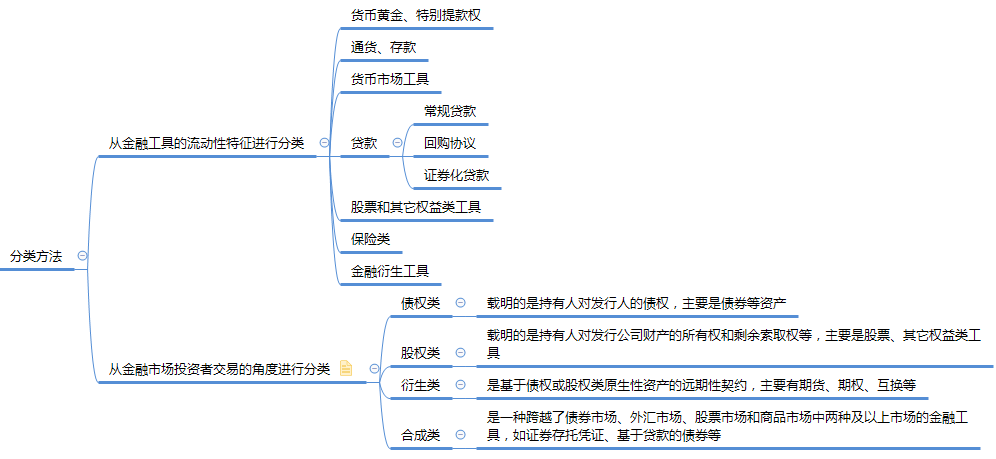 分类方法
从金融工具的流动性特征进行分类
货币黄金、特别提款权
通货、存款
货币市场工具
贷款
常规贷款
回购协议
证券化贷款
股票和其它权益类工具
保险类
金融衍生工具
从金融市场投资者交易的角度进行分类
债权类
载明的是持有人对发行人的债权，主要是债券等资产
股权类
载明的是持有人对发行公司财产的所有权和剩余索取权等，主要是股票、其它权益类工
具
衍生类
是基于债权或股权类原生性资产的远期性契约，主要有期货、期权、互换等
合成类
是一种跨越了债券市场、外汇市场、股票市场和商品市场中两种及以上市场的金融工
具，如证券存托凭证、基于贷款的债券等